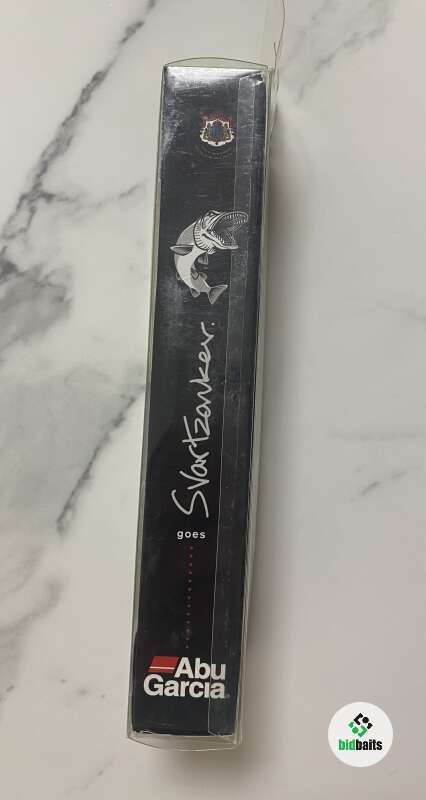 Svartzonker.
goes
Abu
Garcia
bidbaits